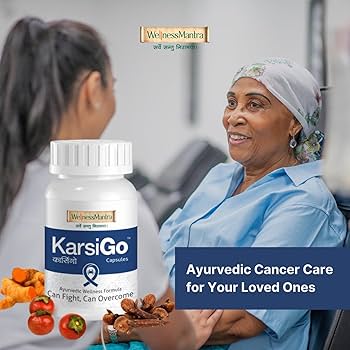 WellnessMantra
सर्वे सन्तु निरामया:
WellnessMantra
KarsiGo™
कार्सिगो
Capsules
Ayurvedic Wellness Formula
Can Fight, Can Overcome
Ayurvedic Cancer Care
for Your Loved Ones